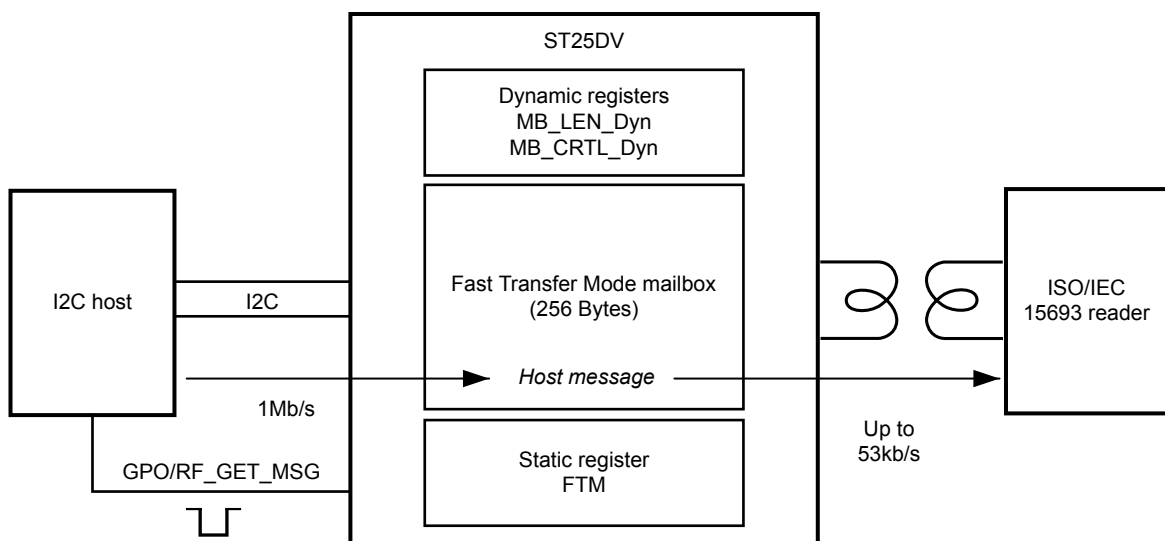 ST25DV
Dynamic registers
MB_LEN_Dyn
MB_CRTL_Dyn
I2C host
I2C
Fast Transfer Mode mailbox
(256 Bytes)
ISO/IEC
15693 reader
Host message
1Mb/s
Up to
53kb/s
GPO/RF_GET_MSG
Static register
FTM